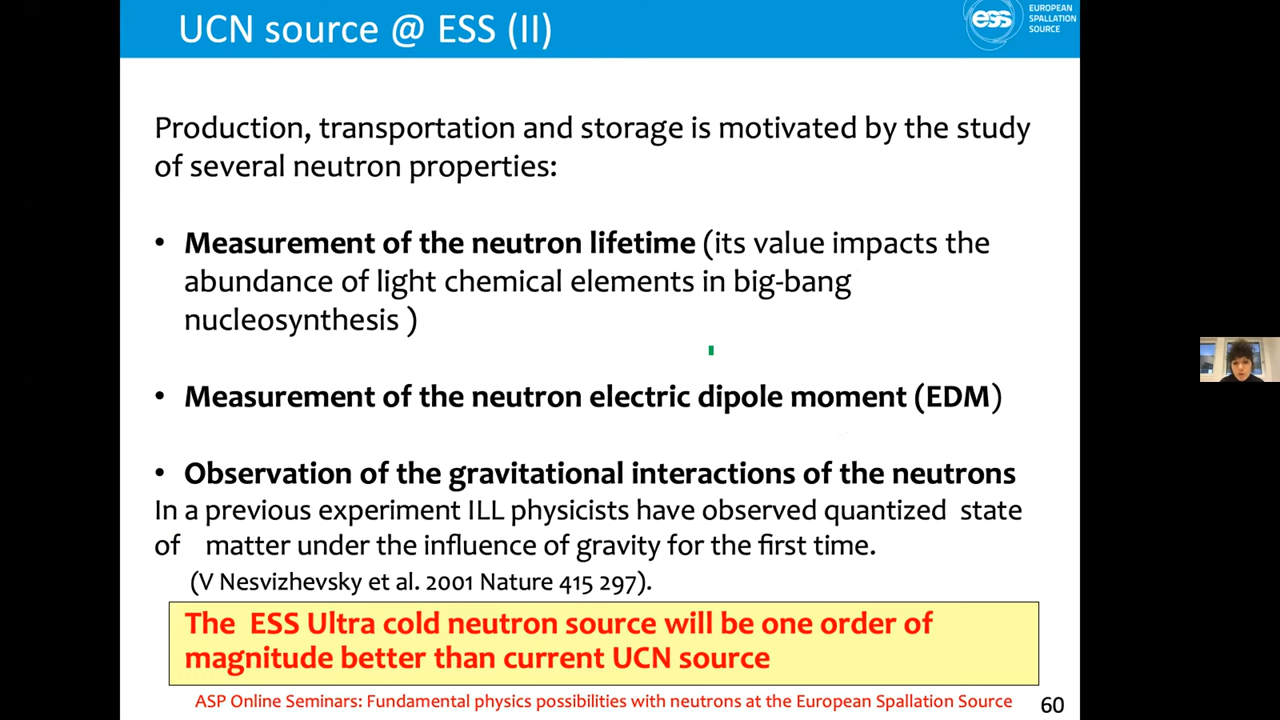 UCN source @ ESS (II)
ess
EUROPEAN
SPALLATION
SOURCE
Production, transportation and storage is motivated by the study
of several neutron properties:
• Measurement of the neutron lifetime (its value impacts the
abundance of light chemical elements in big-bang
nucleosynthesis )
• Measurement of the neutron electric dipole moment (EDM)
• Observation of the gravitational interactions of the neutrons
In a previous experiment ILL physicists have observed quantized state
of matter under the influence of gravity for the first time.
(V Nesvizhevsky et al. 2001 Nature 415 297).
The ESS Ultra cold neutron source will be one order of
magnitude better than current UCN source
ASP Online Seminars: Fundamental physics possibilities with neutrons at the European Spallation Source
60